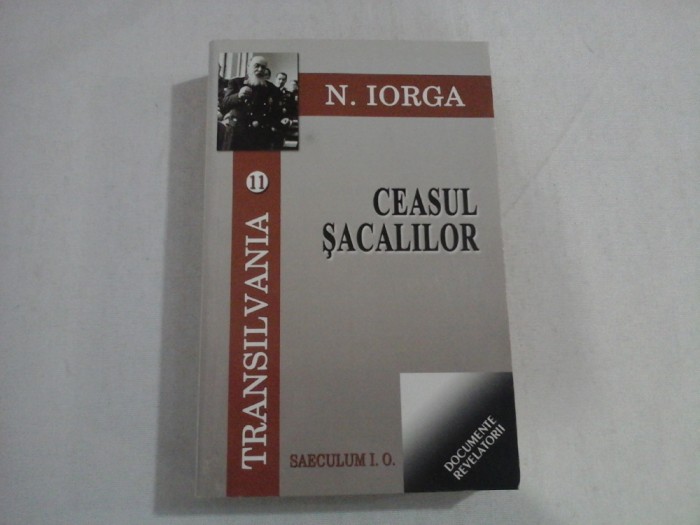 N. IORGA
CEASUL
ŞACALILOR
TRANSILVANIA 11
SAECULUM I. O.
DOCUMENTE
REVELATORII